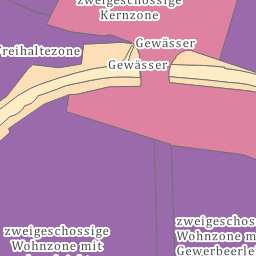 zweigeschossige
Kernzone
Gewässer
Freihaltezone
Gewässer
zweigeschossige
Wohnzone mit
zweigeschoss
Wohnzone m
Gewerbeerle